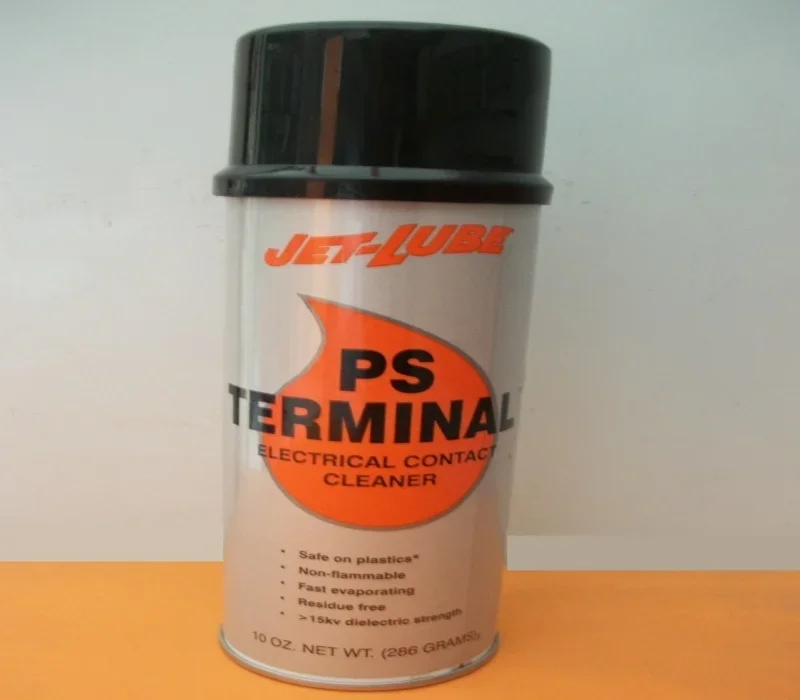 JET-LUBE
PS
TERMINAL
ELECTRICAL CONTACT
CLEANER
• Safe on plastics*
• Non-flammable
• Fast evaporating
• Residue free
• >15kv dielectric strength
10 OZ. NET WT. (286 GRAMS)